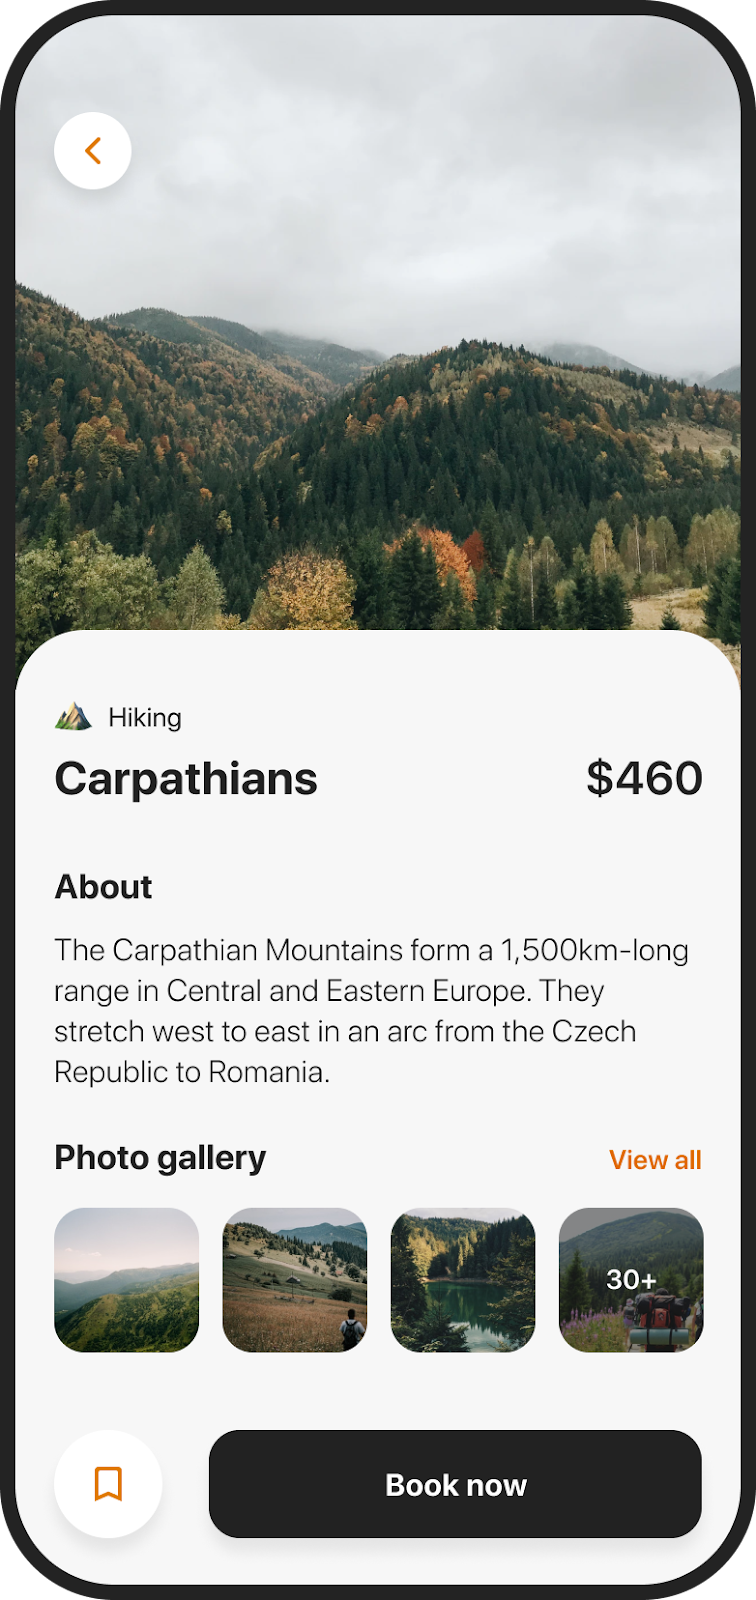 Hiking
Carpathians
$460
About
The Carpathian Mountains form a 1,500km-long
range in Central and Eastern Europe. They
stretch west to east in an arc from the Czech
Republic to Romania.
Photo gallery
View all
30+
Book now